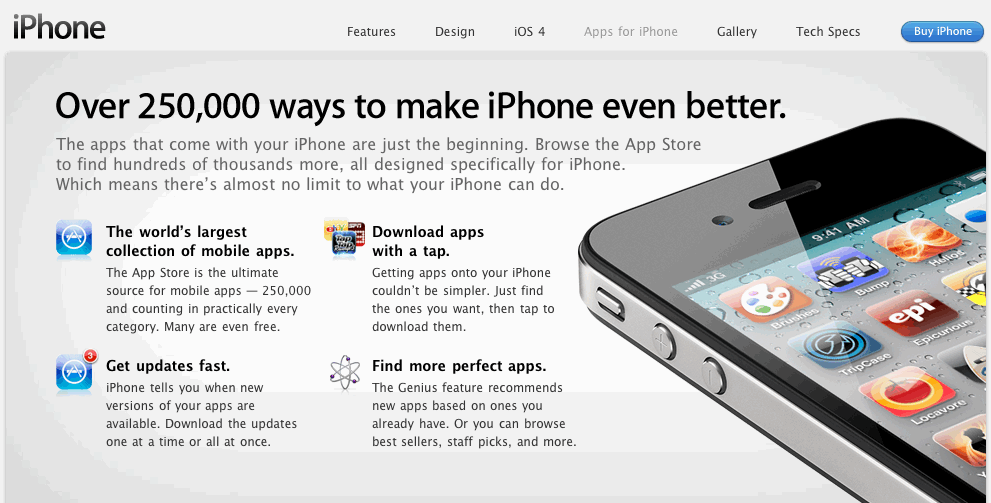 iPhone
Features Design iOS 4 Apps for iPhone Gallery Tech Specs Buy iPhone
Over 250,000 ways to make iPhone even better.
The apps that come with your iPhone are just the beginning. Browse the App Store
to find hundreds of thousands more, all designed specifically for iPhone.
Which means there’s almost no limit to what your iPhone can do.
The world’s largest
collection of mobile apps.
The App Store is the ultimate
source for mobile apps — 250,000
and counting in practically every
category. Many are even free.
Download apps
with a tap.
Getting apps onto your iPhone
couldn’t be simpler. Just find
the ones you want, then tap to
download them.
3
Get updates fast.
iPhone tells you when new
versions of your apps are
available. Download the updates
one at a time or all at once.
Find more perfect apps.
The Genius feature recommends
new apps based on ones you
already have. Or you can browse
best sellers, staff picks, and more.
3G
9:41 AM
Brushes
Bump
Helios
TripCase
epi
Epicurious
Locavore